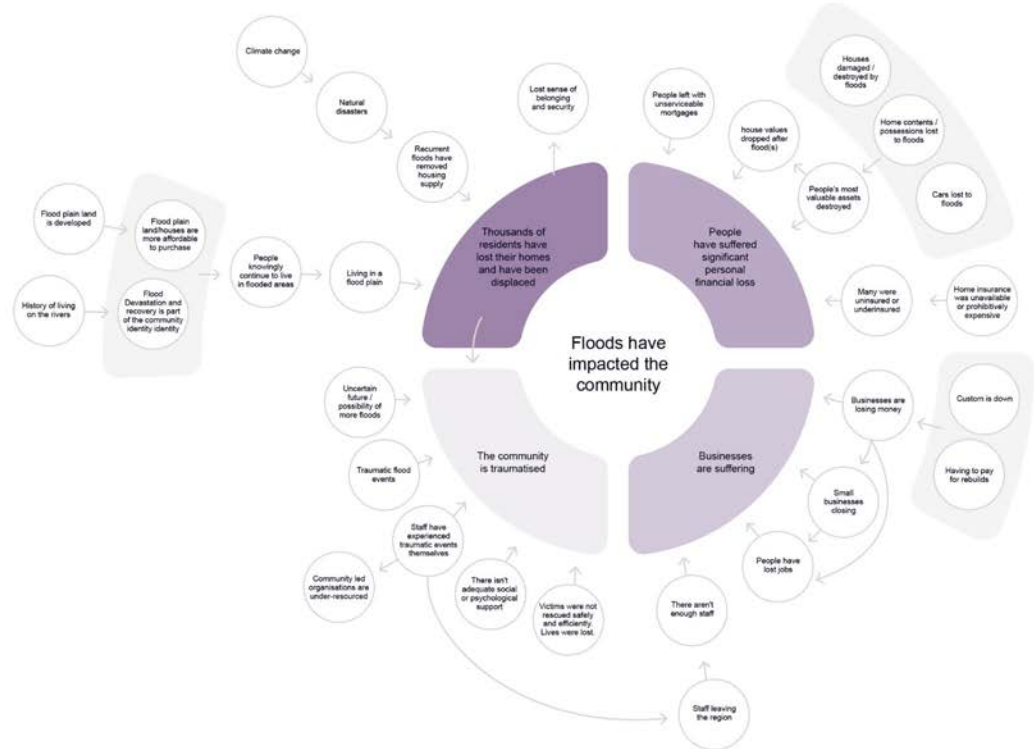 Climate change
Natural
disasters
Recurrent
floods have
removed
housing
supply
Lost sense of
belonging
and security
People left with
unserviceable
mortgages
house values
dropped after
flood(s)
People's most
valuable assets
destroyed
Houses
damaged /
destroyed by
floods
Home contents /
possessions lost
to floods
Cars lost to
floods
Flood plain land
is developed
Flood plain
land/houses are
more affordable
to purchase
History of living
on the rivers
Flood
Devastation and
recovery is part
of the community
identity identity
People
knowingly
continue to live
in flooded areas
Living in a
flood plain
Thousands of
residents have
lost their homes
and have been
displaced
People
have suffered
significant
personal
financial loss
Many were
uninsured or
underinsured
Home insurance
was unavailable
or prohibitively
expensive
Floods have
impacted the
community
Uncertain
future /
possibility of
more floods
Traumatic flood
events
The community
is traumatised
Businesses
are suffering
Businesses are
losing money
Custom is down
Having to pay
for rebuilds
Small
businesses
closing
People have
lost jobs
Staff have
experienced
traumatic events
themselves
Community led
organisations are
under-resourced
There isn't
adequate social
or psychological
support
Victims were not
rescued safely
and efficiently.
Lives were lost.
There aren't
enough staff
Staff leaving
the region